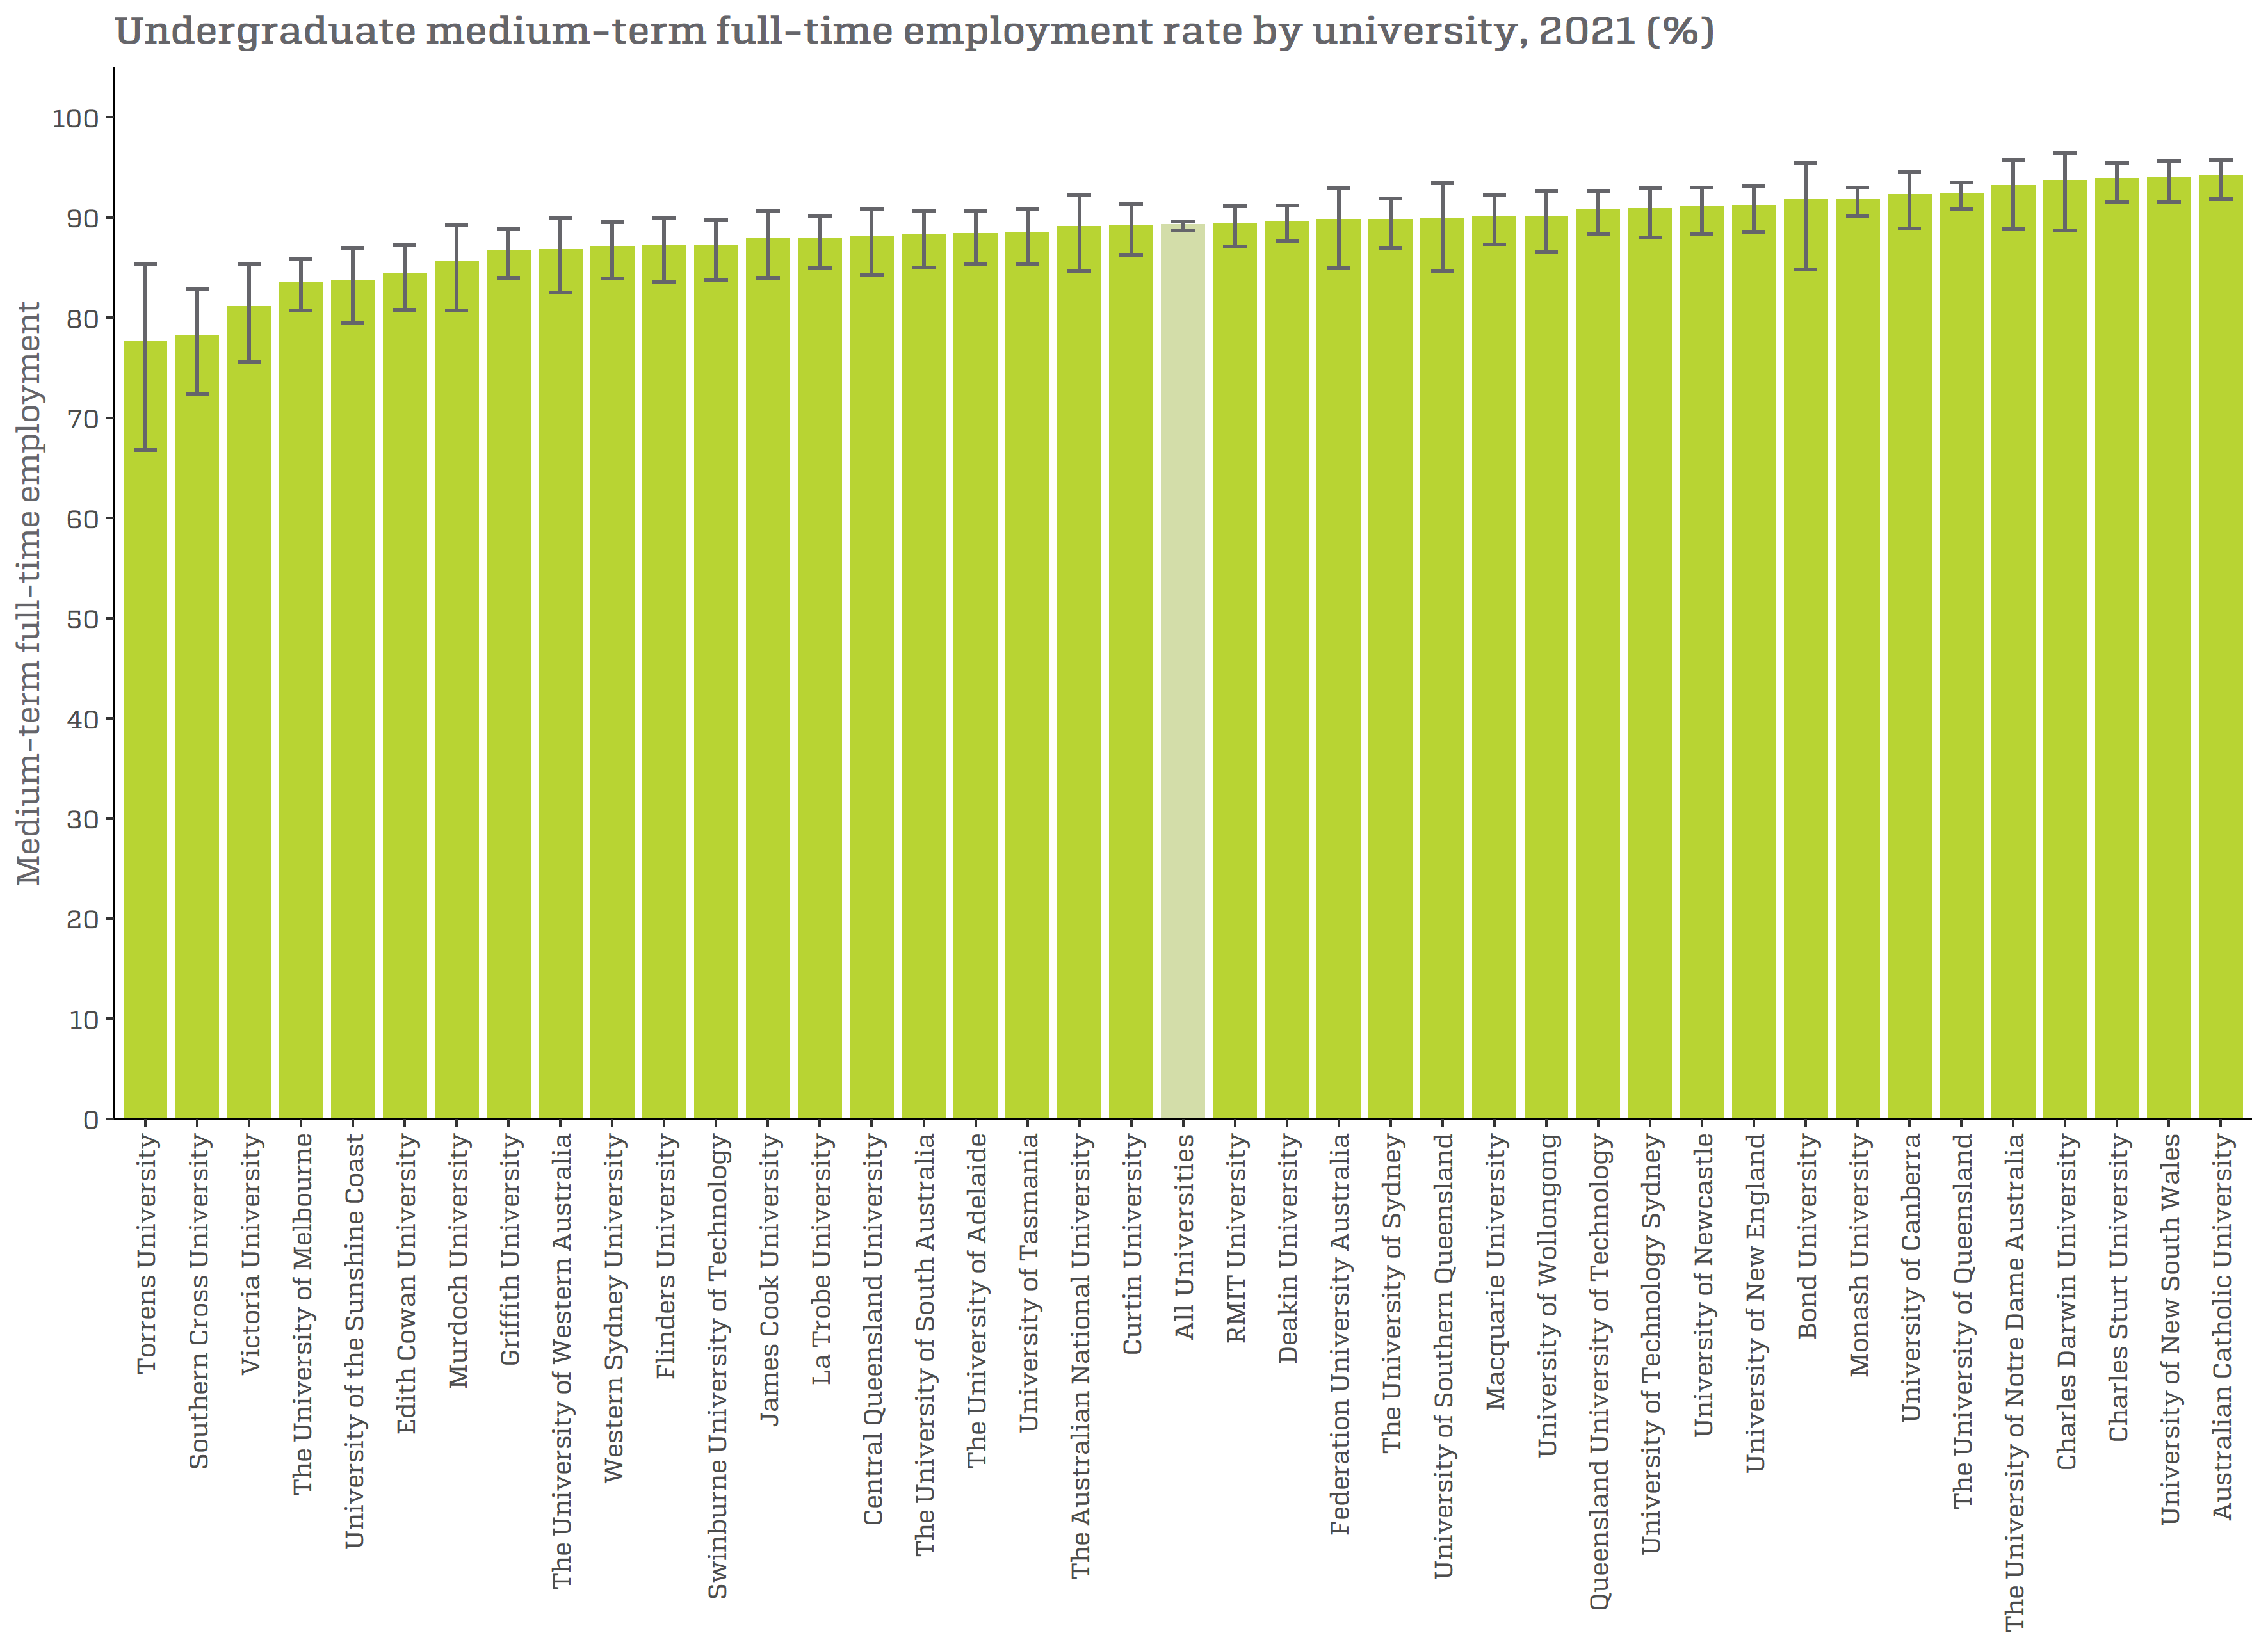 Undergraduate medium-term full-time employment rate by university, 2021 (%)
Medium-term full-time employment
100
90
80
70
60
50
40
30
20
10
0
Torrens University
Southern Cross University
Victoria University
The University of Melbourne
University of the Sunshine Coast
Edith Cowan University
Murdoch University
Griffith University
The University of Western Australia
Western Sydney University
Flinders University
Swinburne University of Technology
James Cook University
La Trobe University
Central Queensland University
The University of South Australia
The University of Adelaide
University of Tasmania
The Australian National University
Curtin University
All Universities
RMIT University
Deakin University
Federation University Australia
The University of Sydney
University of Southern Queensland
Macquarie University
University of Wollongong
Queensland University of Technology
University of Technology Sydney
University of Newcastle
University of New England
Bond University
Monash University
University of Canberra
The University of Queensland
The University of Notre Dame Australia
Charles Darwin University
Charles Sturt University
University of New South Wales
Australian Catholic University